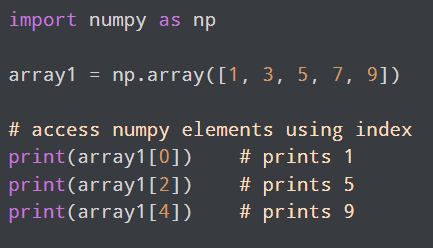 import numpy as np
array1 = np.array([1, 3, 5, 7, 9])
# access numpy elements using index
print(array1[0])    # prints 1
print(array1[2])    # prints 5
print(array1[4])    # prints 9